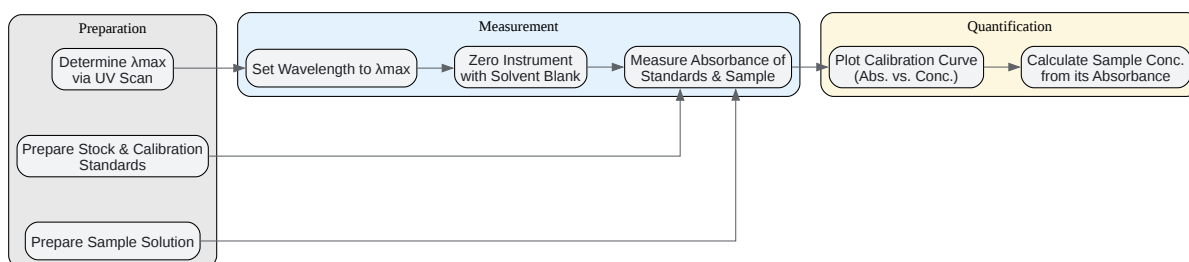 Preparation
Determine λmax
via UV Scan
Prepare Stock & Calibration
Standards
Prepare Sample Solution
Measurement
Set Wavelength to λmax
Zero Instrument
with Solvent Blank
Measure Absorbance of
Standards & Sample
Quantification
Plot Calibration Curve
(Abs. vs. Conc.)
Calculate Sample Conc.
from its Absorbance